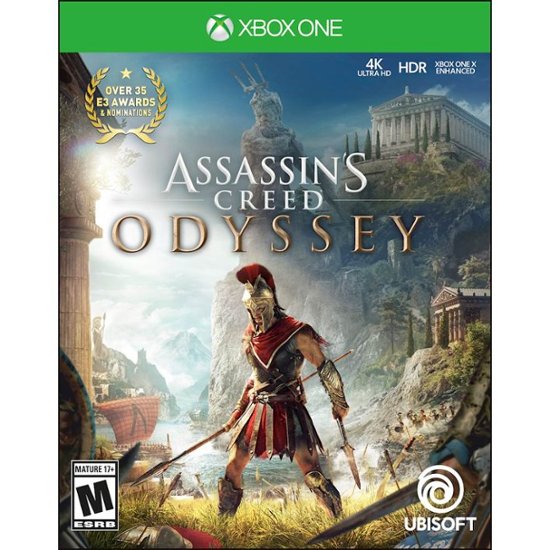 XBOX ONE
4K
ULTRA HD
HDR
XBOX ONE X
ENHANCED
OVER 35
E3 AWARDS
& NOMINATIONS
ASSASSIN'S
CREED
ODYSSEY
MATURE 17+
M
ESRB
UBISOFT